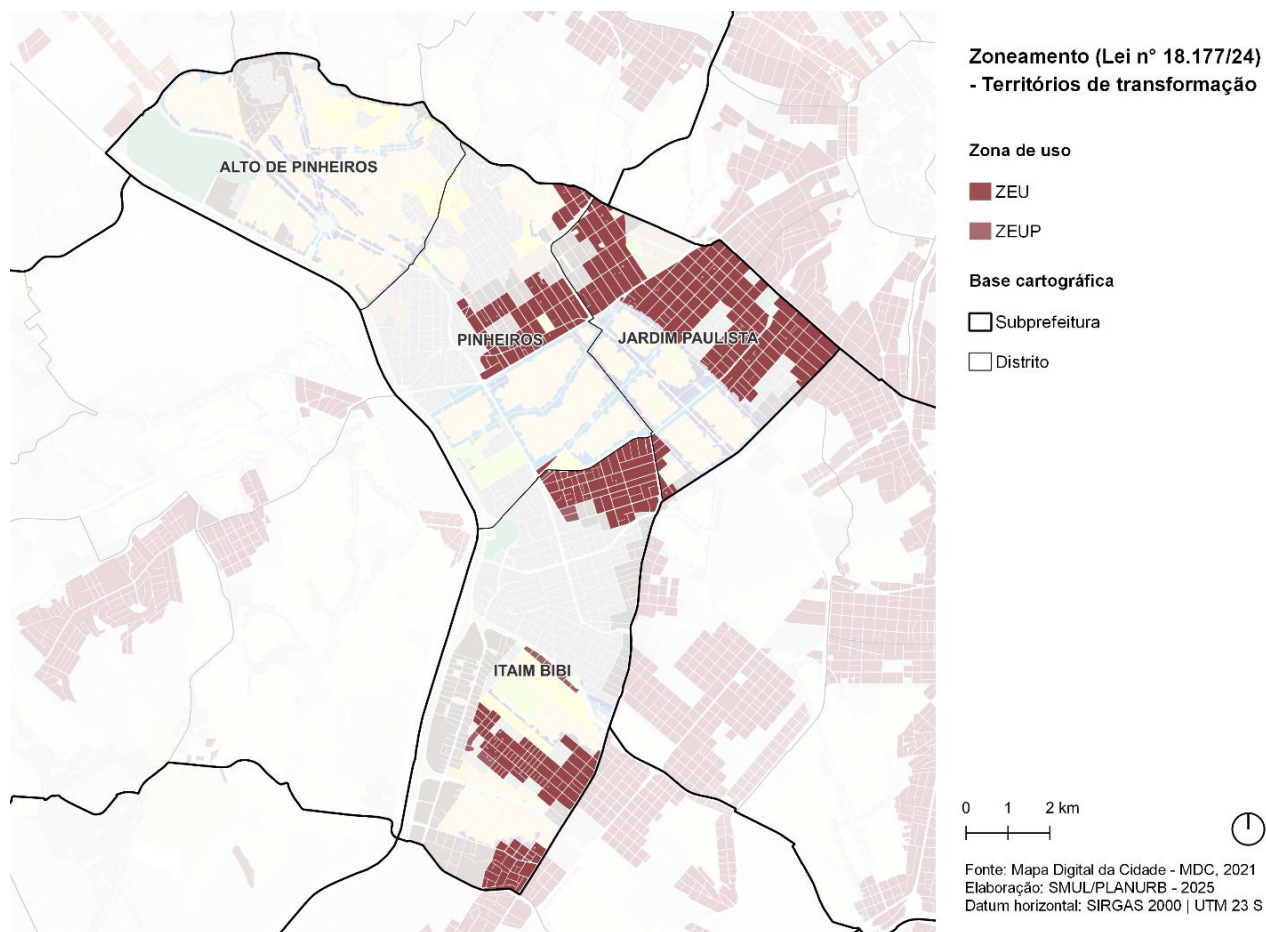 Zoneamento (Lei n° 18.177/24)
- Territórios de transformação
Zona de uso
ZEU
ZEUP
Base cartográfica
Subprefeitura
Distrito
ALTO DE PINHEIROS
PINHEIROS
JARDIM PAULISTA
ITAIM BIBI
0 1 2 km
Fonte: Mapa Digital da Cidade - MDC, 2021
Elaboração: SMUL/PLANURB - 2025
Datum horizontal: SIRGAS 2000 | UTM 23 S